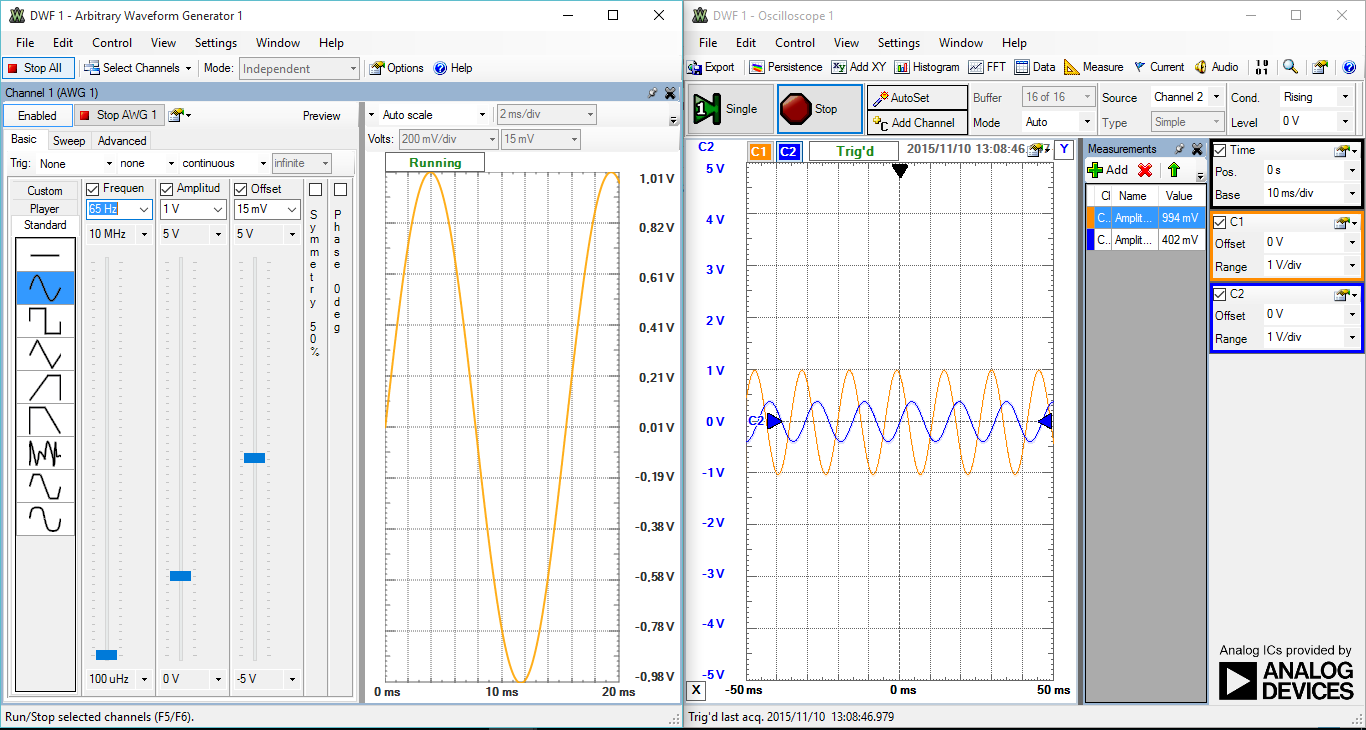 DWF 1 - Arbitrary Waveform Generator 1
File Edit Control View Settings Window Help
Stop All Select Channels Mode: Independent Options Help
Channel 1 (AWG 1)
Enabled Stop AWG 1 Preview
Basic Sweep Advanced
Trig: None none continuous infinite
Custom
Player
Standard
Frequen Amplitud Offset
65 Hz 1 V 15 mV
10 MHz 5 V 5 V
Symmetry 50%
Phase 0deg
100 uHz 0 V -5 V
Auto scale 2 ms/div
Volts: 200 mV/div 15 mV
Running
1,01 V
0,82 V
0,61 V
0,41 V
0,21 V
0,01 V
-0,19 V
-0,38 V
-0,58 V
-0,78 V
-0,98 V
0 ms 10 ms 20 ms
Run/Stop selected channels (F5/F6).
DWF 1 - Oscilloscope 1
File Edit Control View Settings Window Help
Export Persistence Add XY Histogram FFT Data Measure Current Audio
Single Stop AutoSet Add Channel
Buffer 16 of 16 Source Channel 2 Cond. Rising
Mode Auto Type Simple Level 0 V
C2 C1 C2 Trig'd 2015/11/10 13:08:46. 7 Y
5 V
4 V
3 V
2 V
1 V
0 V C2
-1 V
-2 V
-3 V
-4 V
-5 V
X -50 ms 0 ms 50 ms
Measurements
Add
Cl Name Value
C.. Amplit... 994 mV
C.. Amplit... 402 mV
Time
Pos. 0 s
Base 10 ms/div
C1
Offset 0 V
Range 1 V/div
C2
Offset 0 V
Range 1 V/div
Analog ICs provided by
ANALOG
DEVICES
Trig'd last acq. 2015/11/10 13:08:46.979